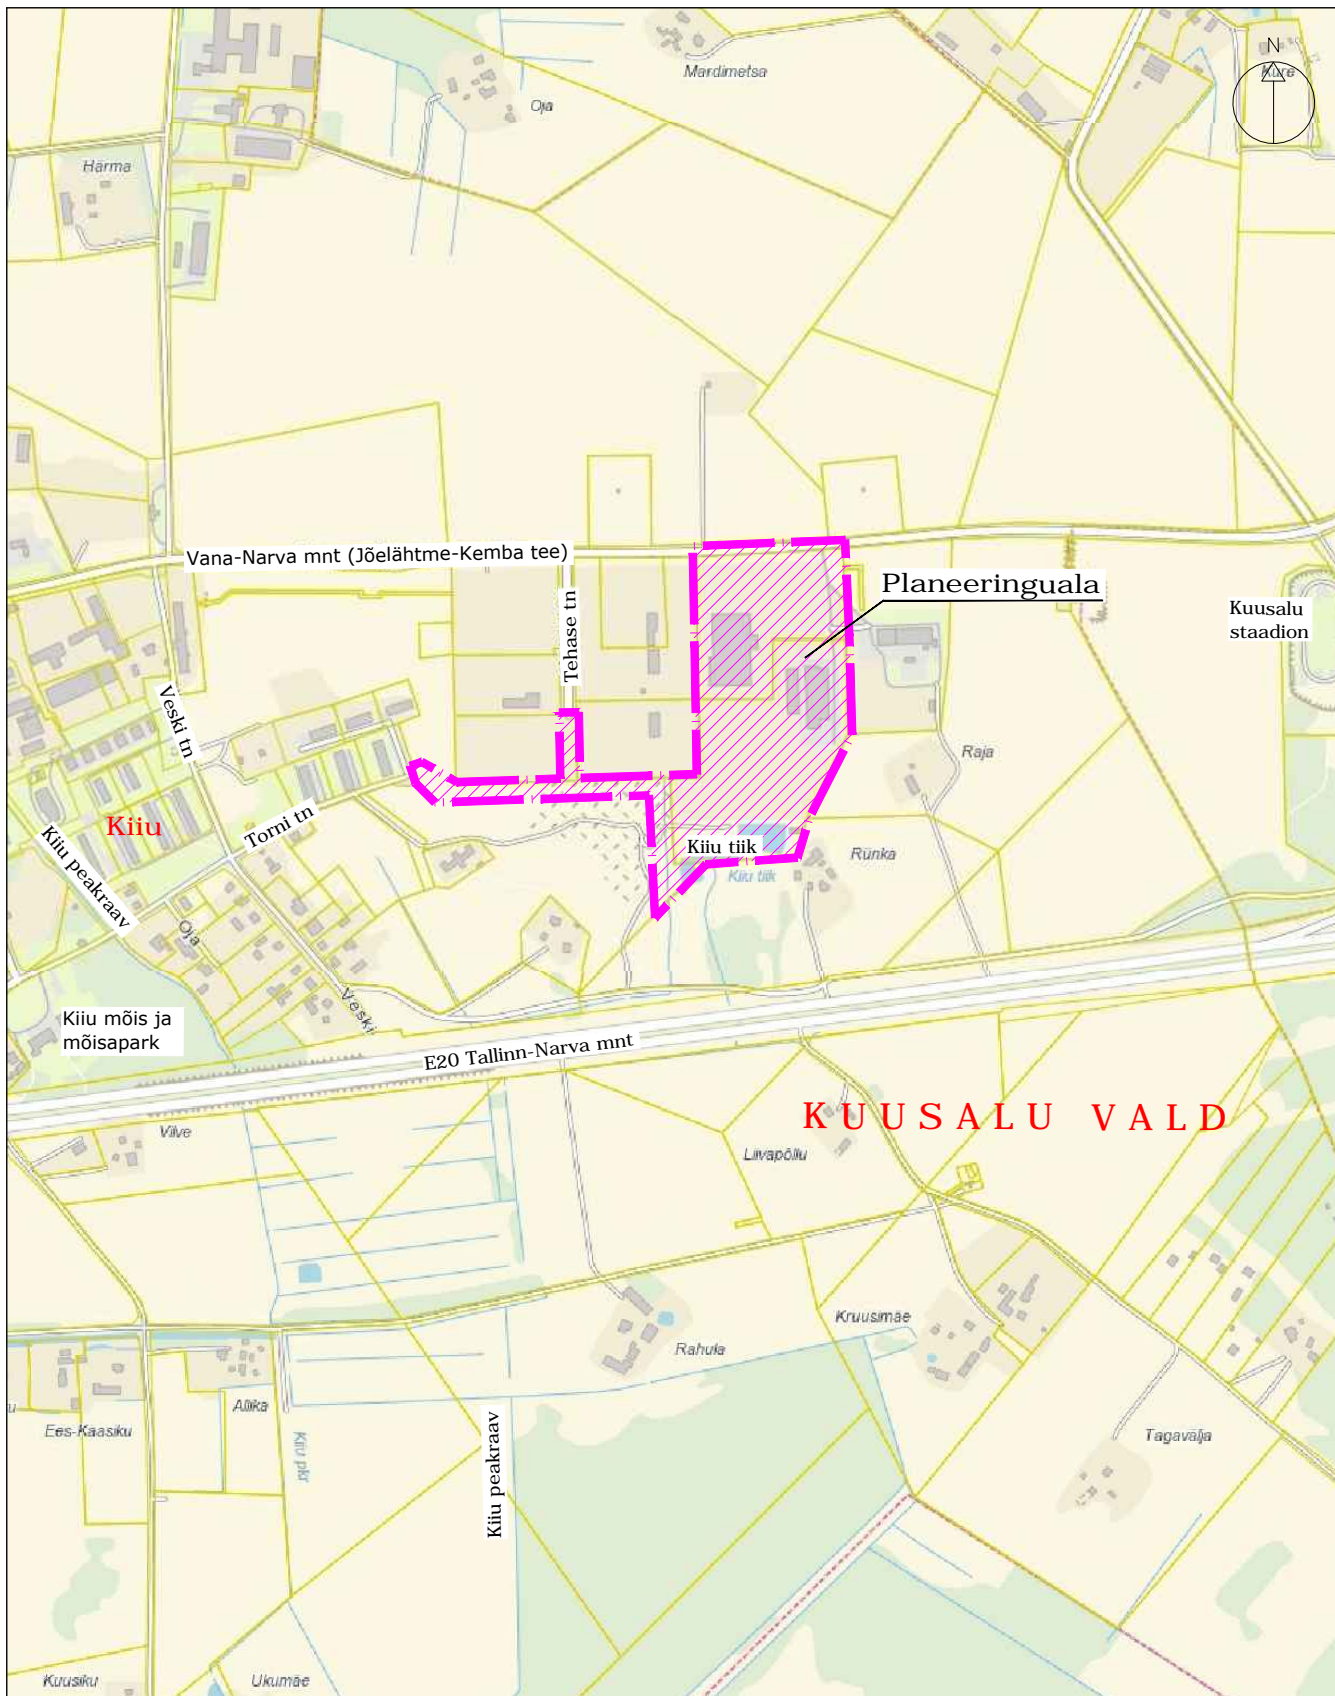 N
Mardimetsa
Küre
Oja
Härma
Vana-Narva mnt (Jõelähtme-Kemba tee)
Planeeringuala
Kuusalu
staadion
Tehase tn
Veski tn
Raja
Kiiu
Torni tn
Kiiu tiik
Rünka
Kiiu tiik
Kiiu peakraav
Oja
Veski
Kiiu mõis ja
mõisapark
E20 Tallinn-Narva mnt
KUUSALU VALD
Vilve
Liivapõllu
Kruusimäe
Rahula
Allika
Ees-Kaasiku
Kiiu pkr
Kiiu peakraav
Tagavälja
Kuusiku
Ukumäe